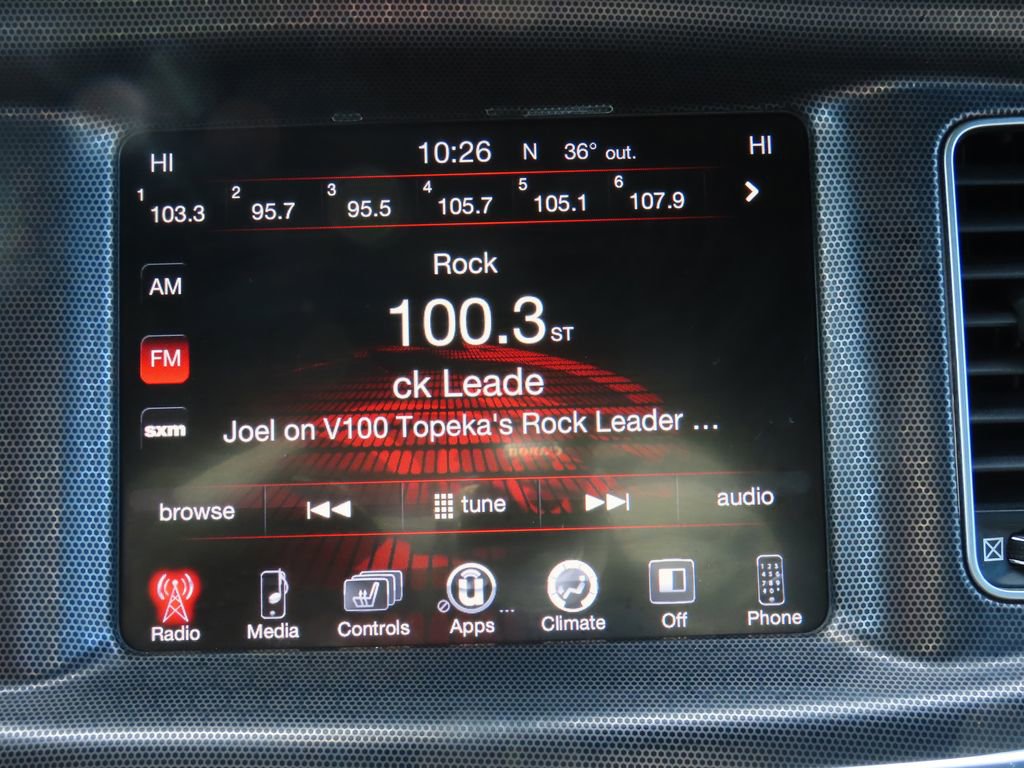 HI 10:26 N 36° out. HI
1 103.3 2 95.7 3 95.5 4 105.7 5 105.1 6 107.9
Rock
AM
100.3 ST
FM
ck Leade
sxm
Joel on V100 Topeka's Rock Leader ...
browse tune audio
Radio Media Controls Apps ... Climate Off Phone